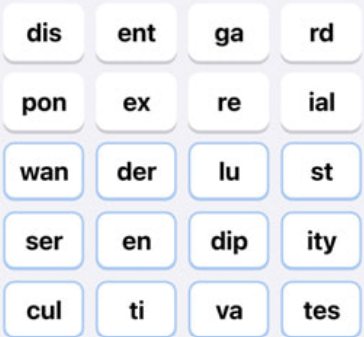 dis ent ga rd
pon ex re ial
wan der lu st
ser en dip ity
cul ti va tes